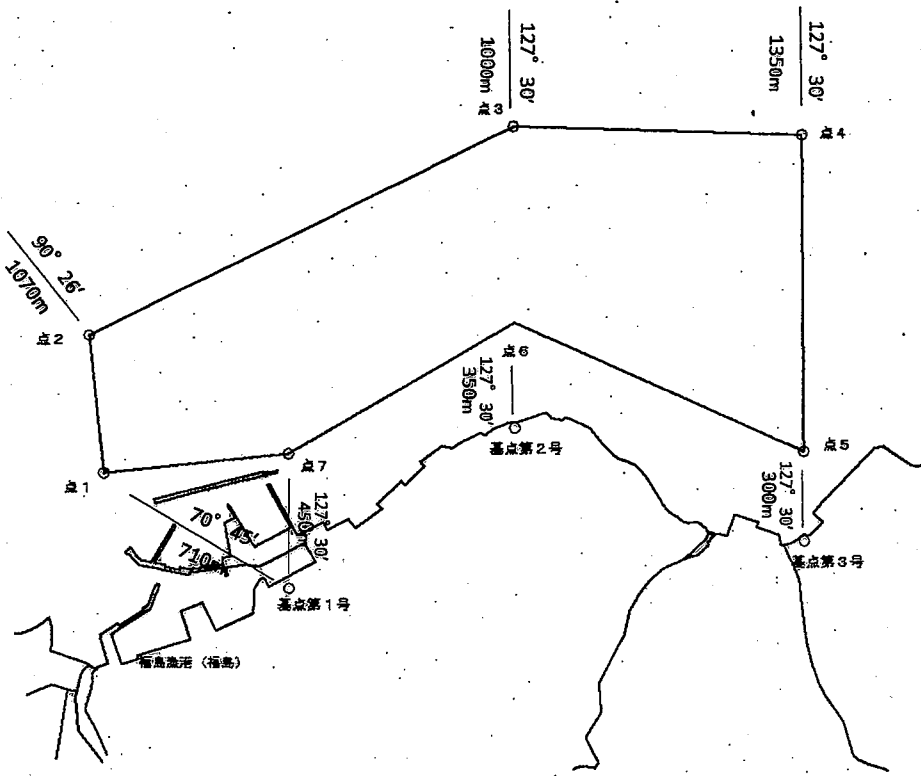 127° 30′
1000m
点3
127° 30′
1350m
点4
90° 26′
1070m
点2
点6
127° 30′
350m
基点第2号
点5
127° 30′
300m
基点第3号
点7
点1
70° 45′
710m
127° 30′
450m
基点第1号
福島漁港（福島）